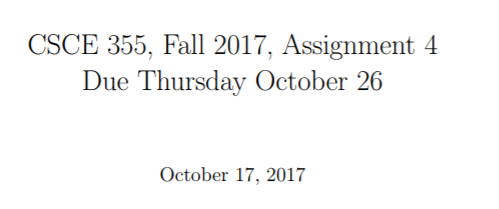 CSCE 355, Fall 2017, Assignment 4
Due Thursday October 26
October 17, 2017